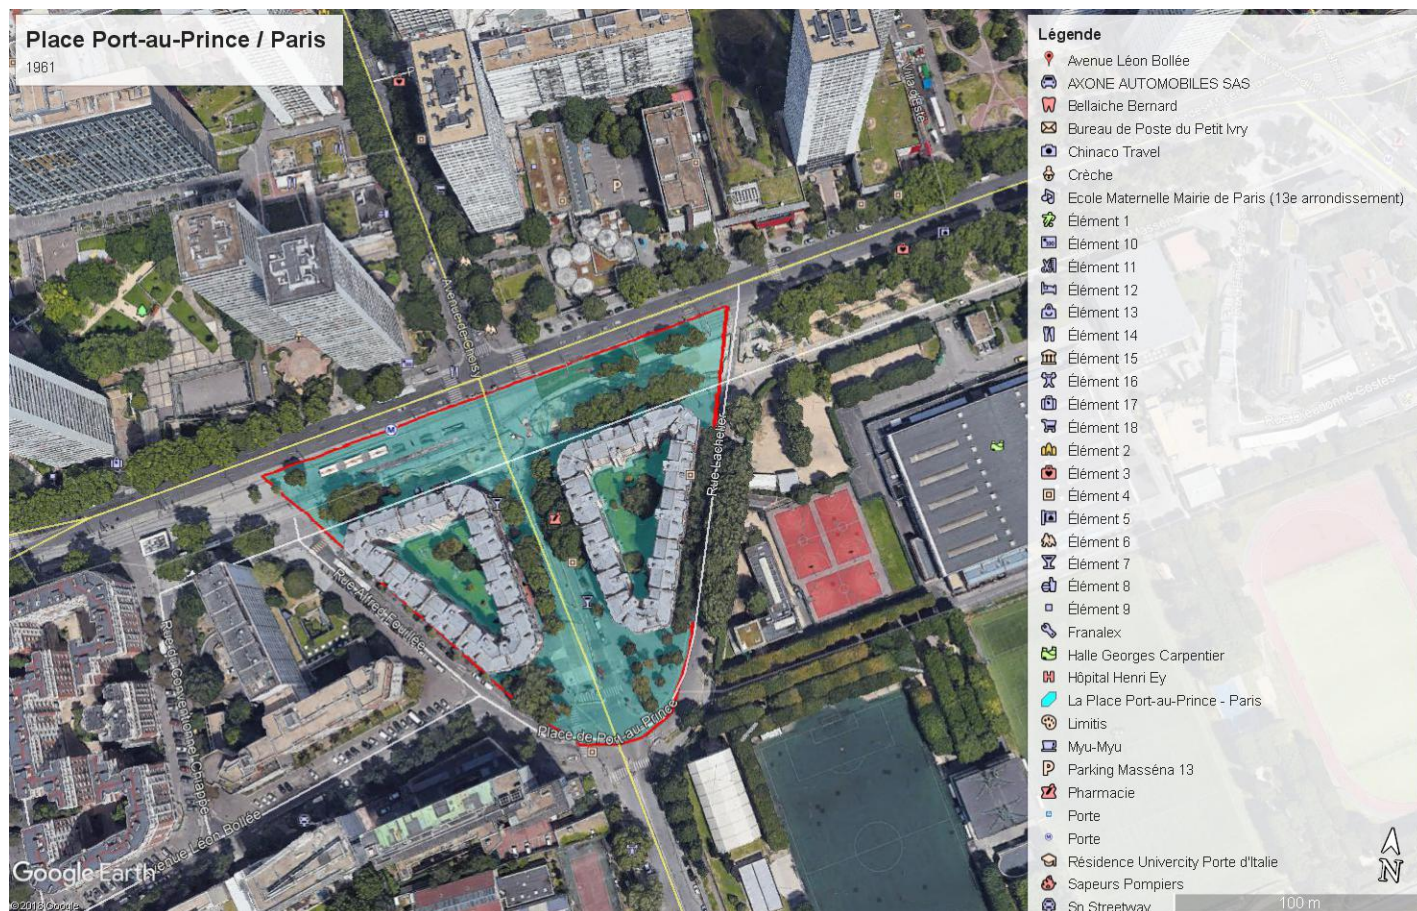 Place Port-au-Prince / Paris
1961
Légende
Avenue Léon Bollée
AXONE AUTOMOBILES SAS
Bellaiche Bernard
Bureau de Poste du Petit Ivry
Chinaco Travel
Crèche
Ecole Maternelle Mairie de Paris (13e arrondissement)
Élément 1
Élément 10
Élément 11
Élément 12
Élément 13
Élément 14
Élément 15
Élément 16
Élément 17
Élément 18
Élément 2
Élément 3
Élément 4
Élément 5
Élément 6
Élément 7
Élément 8
Élément 9
Franalex
Halle Georges Carpentier
Hôpital Henri Ey
La Place Port-au-Prince - Paris
Limitis
Myu-Myu
Parking Masséna 13
Pharmacie
Porte
Porte
Résidence Univercity Porte d'Italie
Sapeurs Pompiers
Sn Streetway
Avenue de Choisy
Rue Lachelier
Rue Alfred Fouillée
Place de Port-au-Prince
Avenue Léon Bollée
Google Earth
© 2018 Google
N
100 m